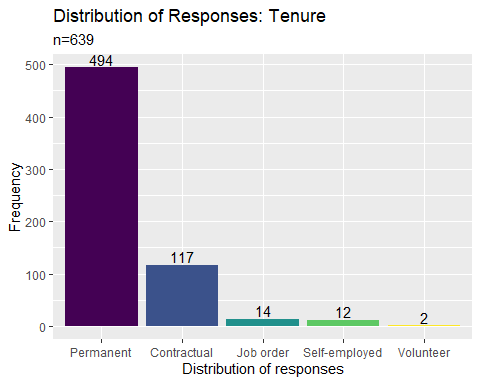 Distribution of Responses: Tenure
n=639
Frequency
500
400
300
200
100
0
494
117
14
12
2
Permanent Contractual Job order Self-employed Volunteer
Distribution of responses